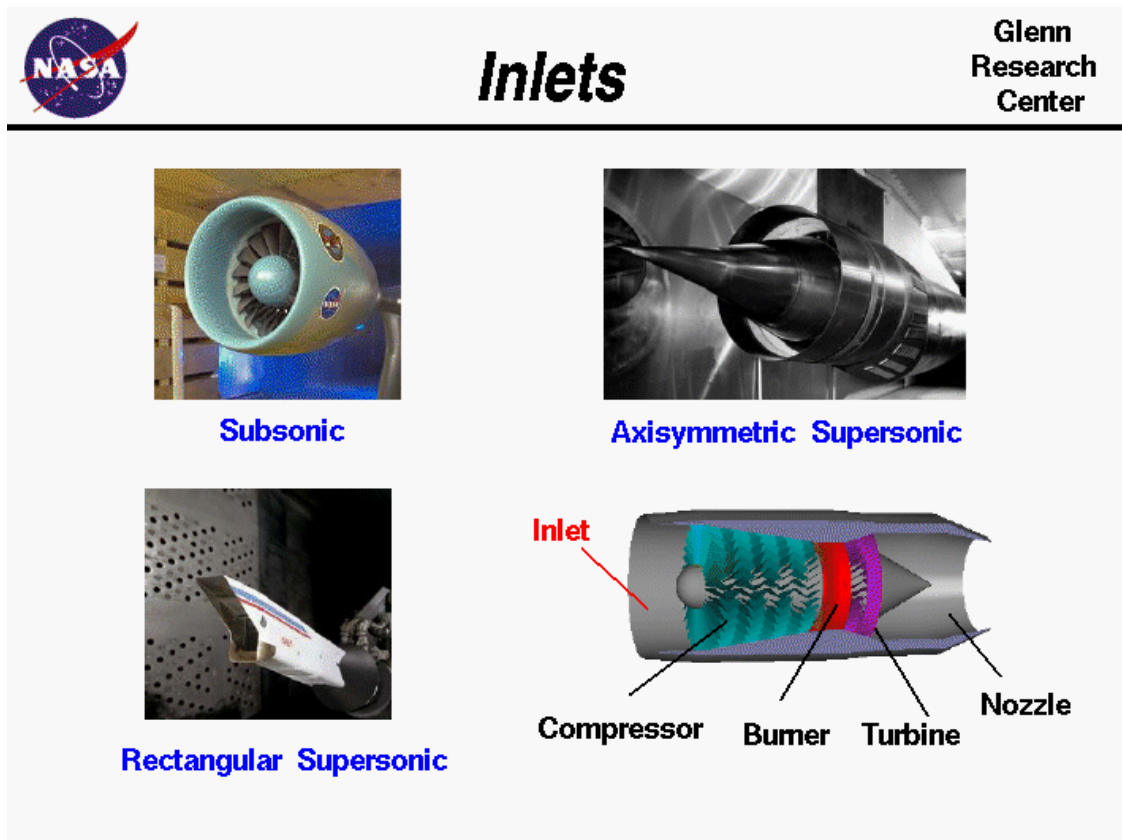 NASA
Inlets
Glenn
Research
Center
Subsonic
Axisymmetric Supersonic
Rectangular Supersonic
Inlet
Compressor
Burner
Turbine
Nozzle